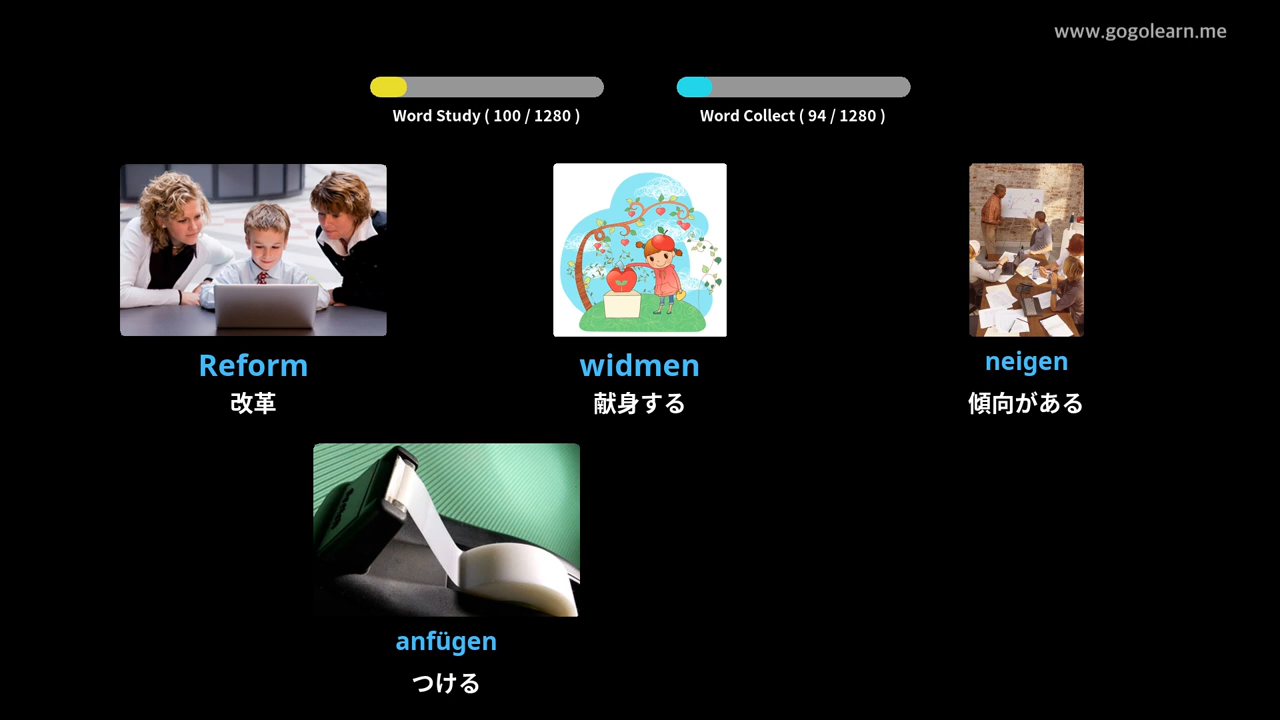 www.gogolearn.me
Word Study ( 100 / 1280 )
Word Collect ( 94 / 1280 )
Reform
widmen
neigen
改革
献身する
傾向がある
anfügen
つける